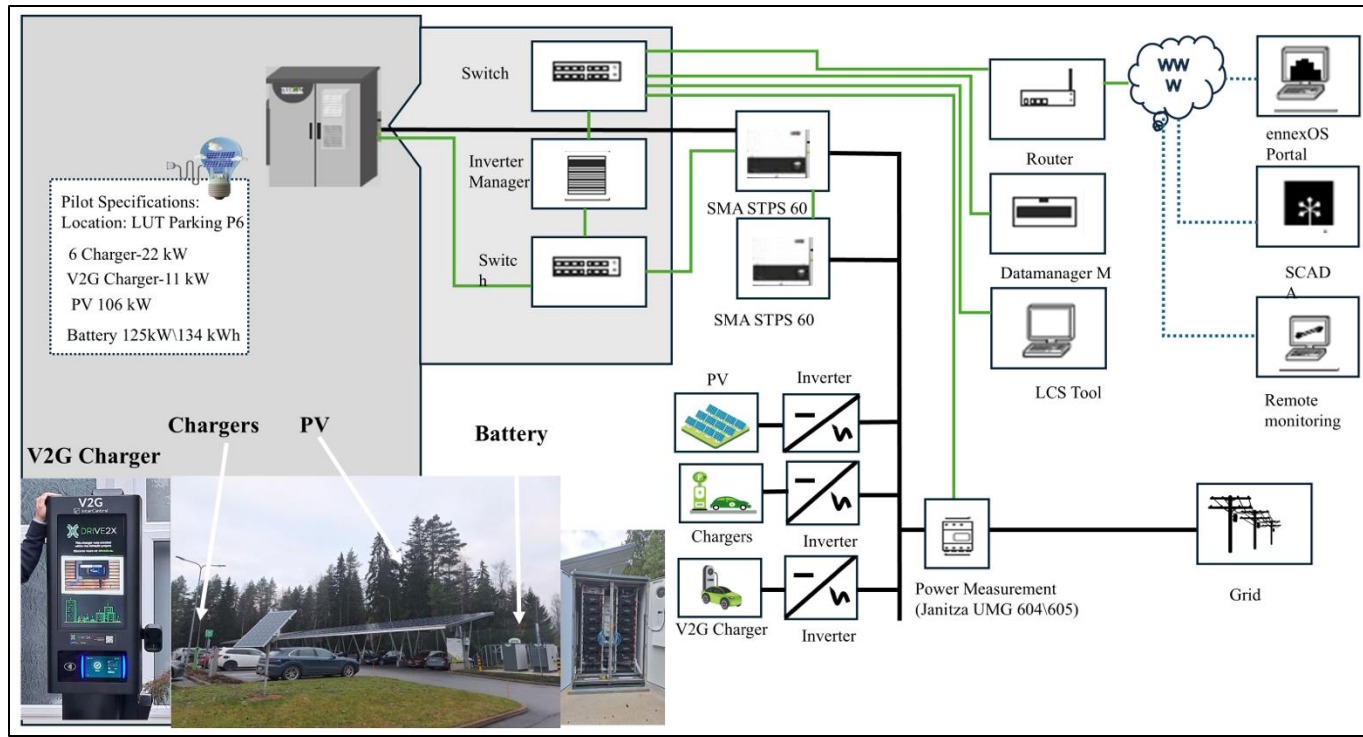 Switch
Inverter
Manager
Switc
h
Pilot Specifications:
Location: LUT Parking P6
6 Charger-22 kW
V2G Charger-11 kW
PV 106 kW
Battery 125kW\134 kWh
SMA STPS 60
SMA STPS 60
Router
Datamanager M
LCS Tool
WW
W
ennexOS
Portal
SCAD
A
Remote
monitoring
PV
Inverter
Chargers
Inverter
V2G Charger
Inverter
Power Measurement
(Janitza UMG 604\605)
Grid
Chargers
PV
Battery
V2G Charger
V2G
DRIVE2X